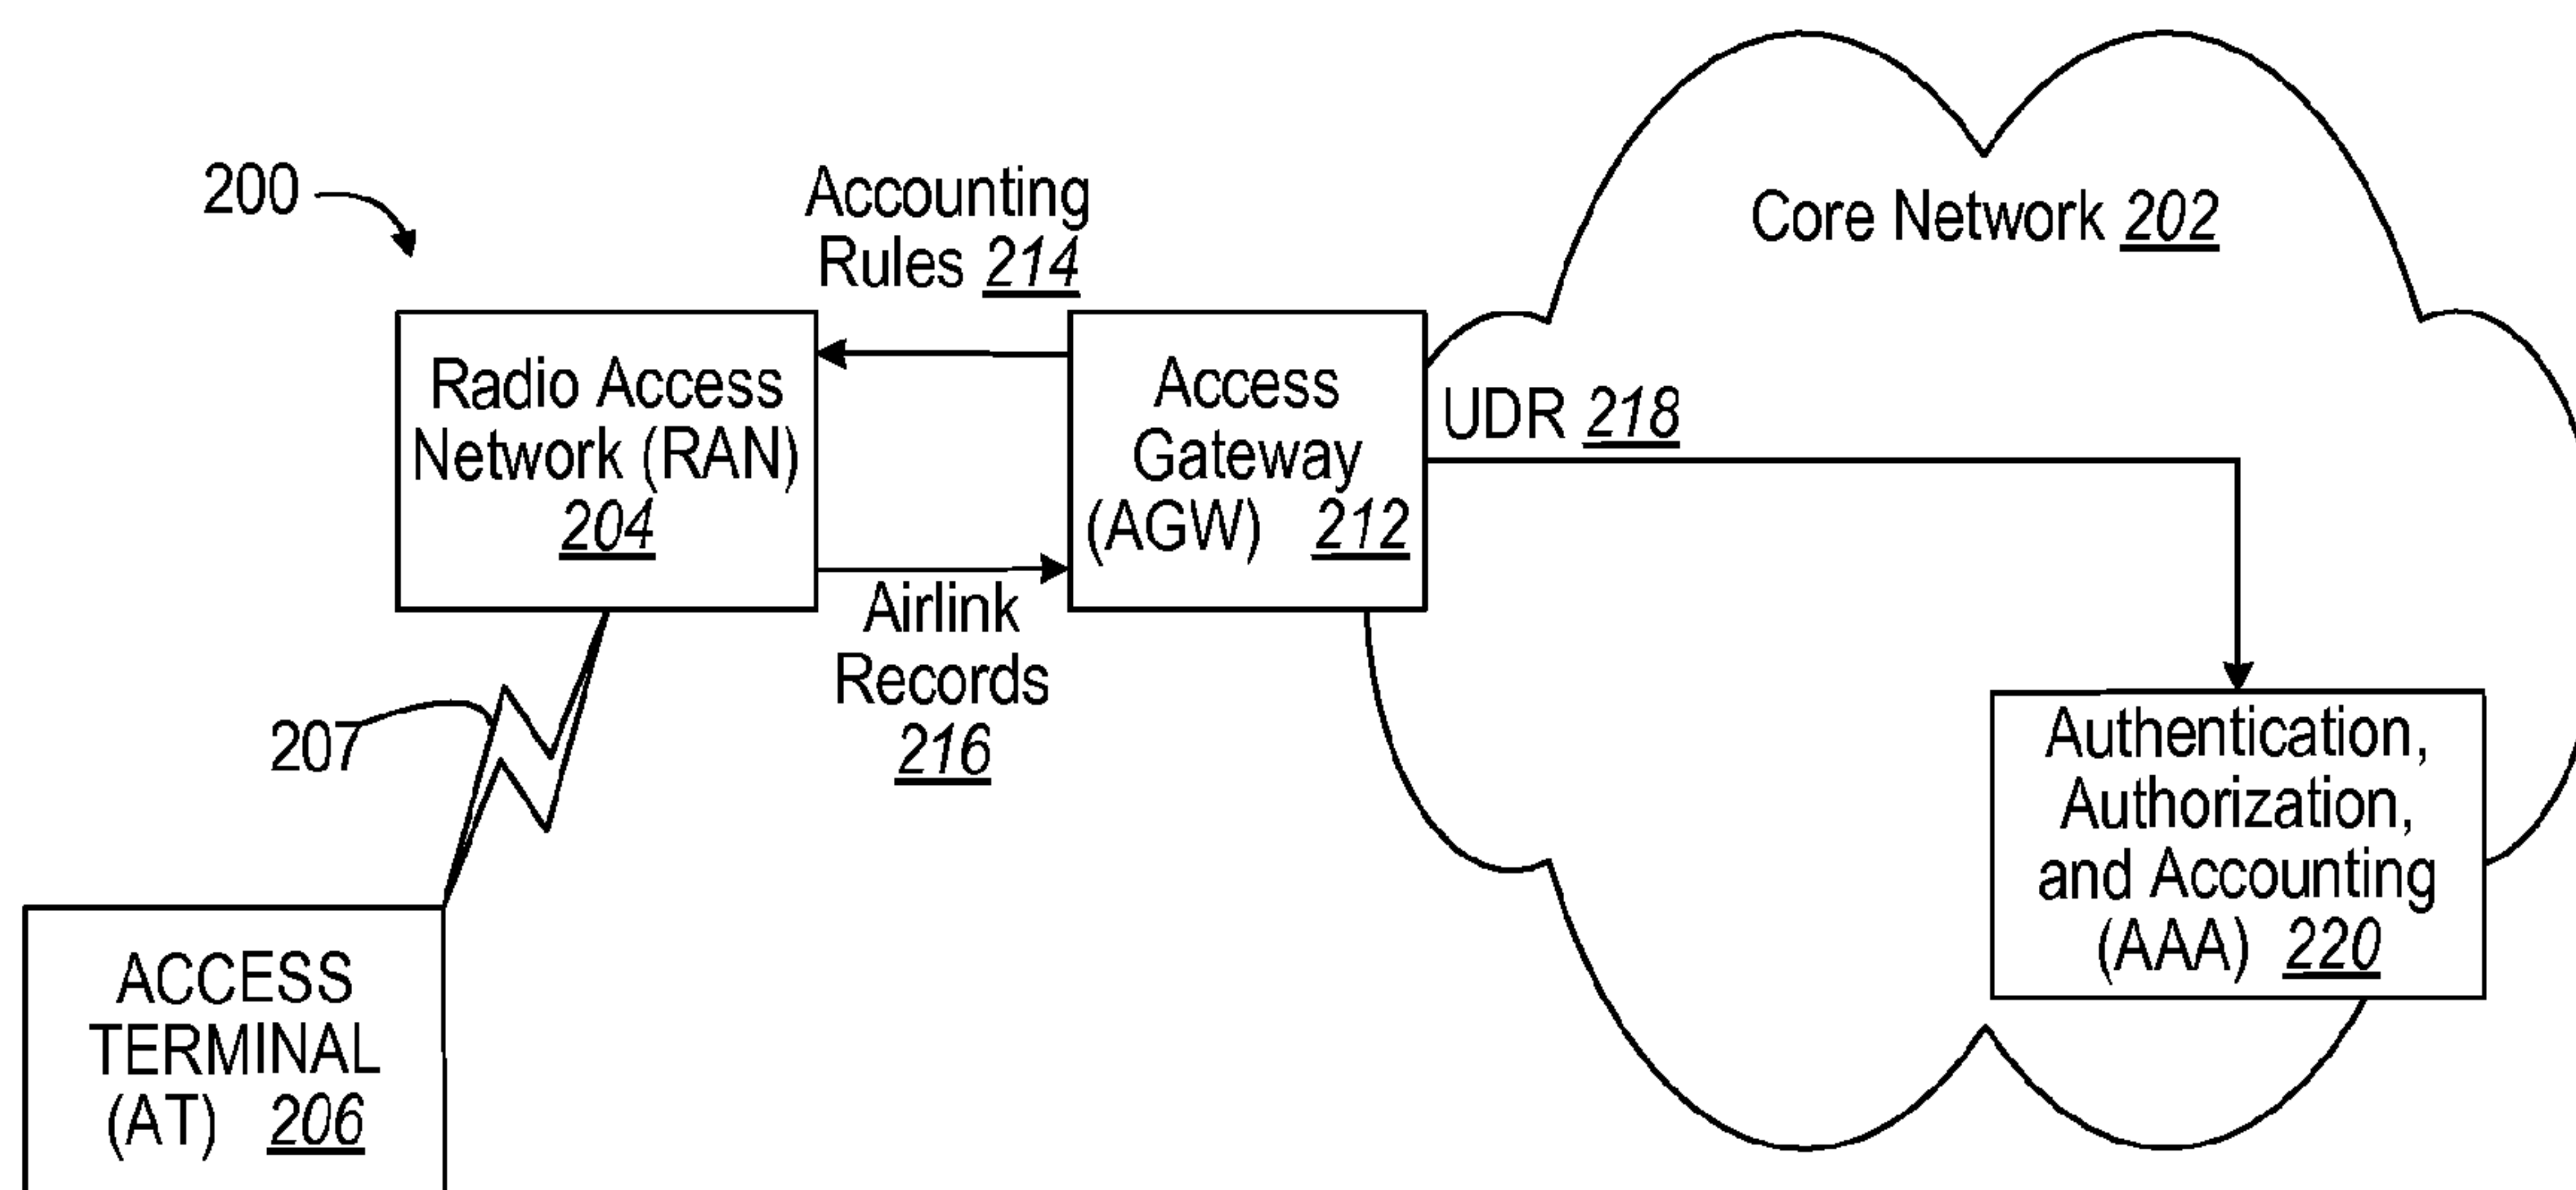 200
Accounting
Rules 214
Core Network 202
Radio Access
Network (RAN)
204
Access
Gateway
(AGW) 212
UDR 218
Airlink
Records
216
207
Authentication,
Authorization,
and Accounting
(AAA) 220
ACCESS
TERMINAL
(AT) 206